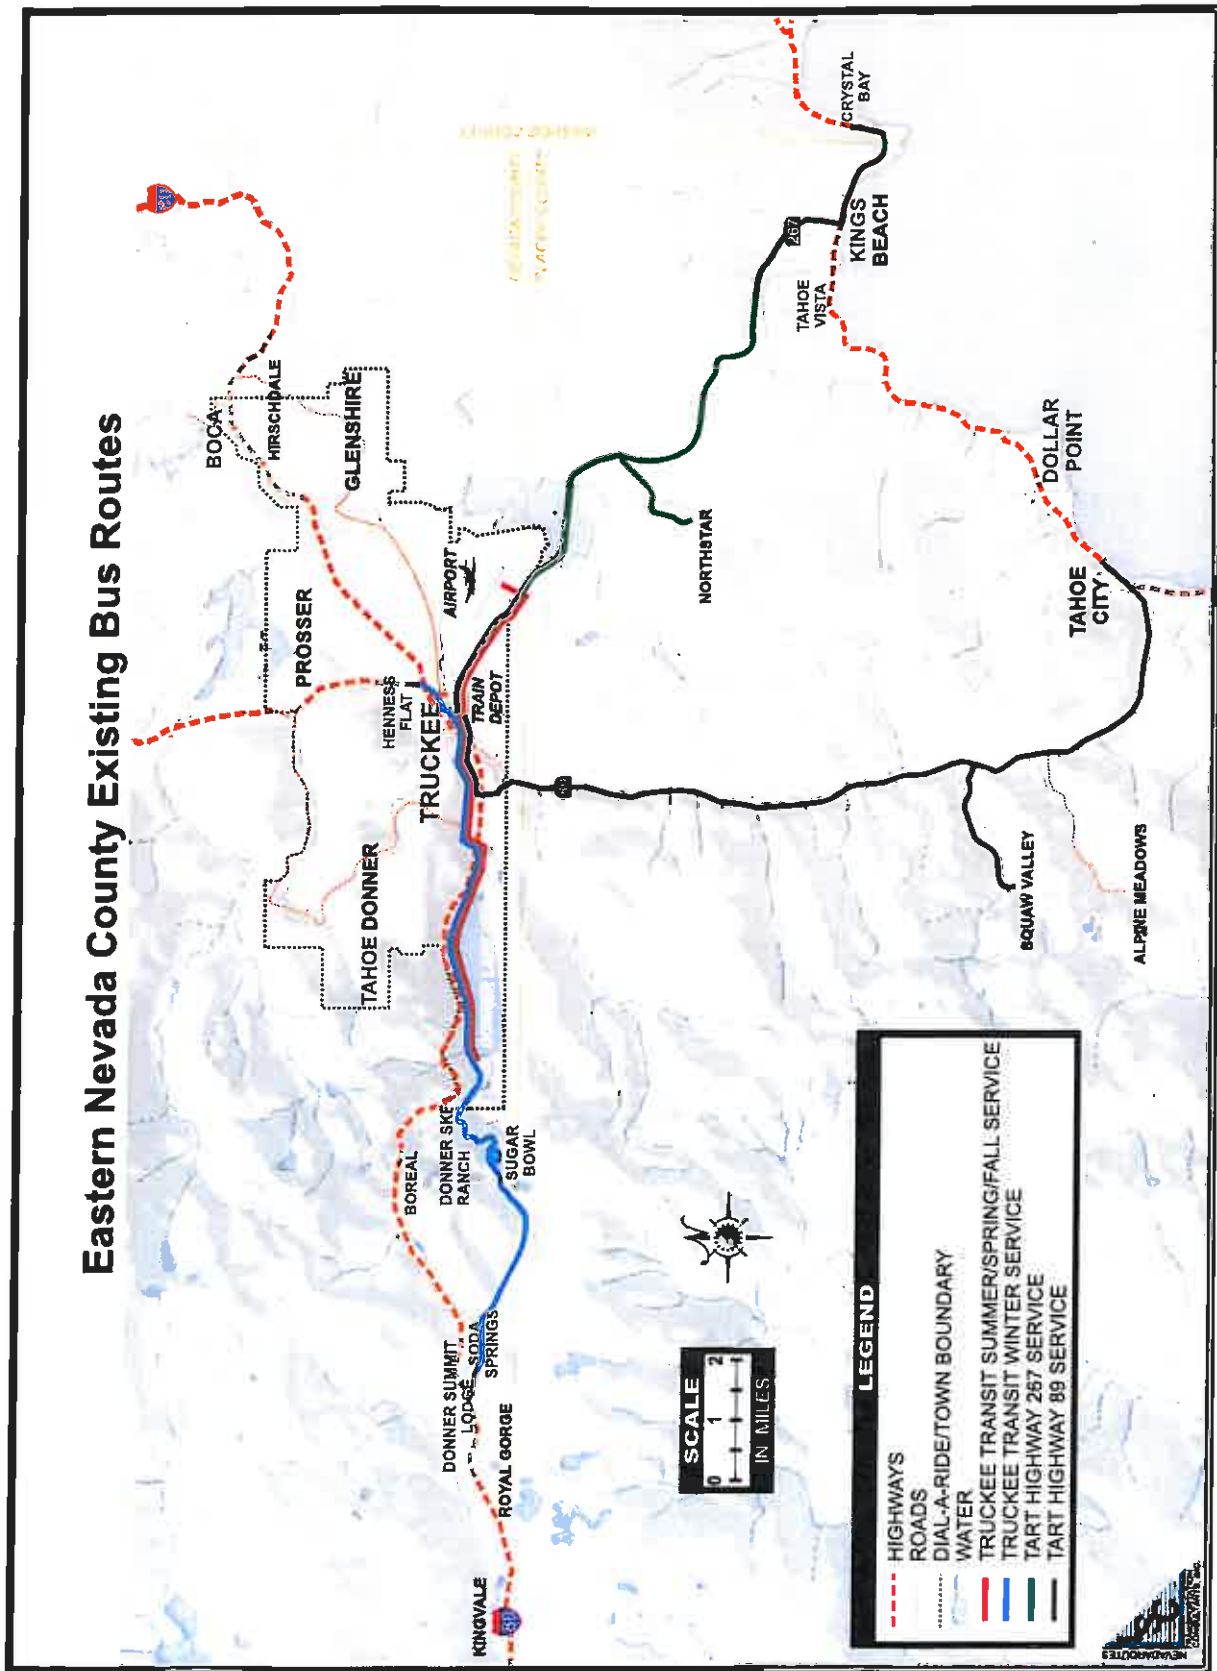 Eastern Nevada County Existing Bus Routes
BOCA
HIRSCHDALE
GLENSHIRE
PROSSER
AIRPORT
HENNESS
FLAT
TRUCKEE
TRAIN
DEPOT
TAHOE DONNER
DONNER SKI
RANCH
SUGAR
BOWL
BOREAL
DONNER SUMMIT
LODGE
SODA
SPRINGS
ROYAL GORGE
KINGVALE
80
CRYSTAL
BAY
267
KINGS
BEACH
TAHOE
VISTA
NORTHSTAR
DOLLAR
POINT
TAHOE
CITY
SQUAW VALLEY
ALPINE MEADOWS
SCALE
0 1 2
IN MILES
LEGEND
HIGHWAYS
ROADS
DIAL-A-RIDE/TOWN BOUNDARY
WATER
TRUCKEE TRANSIT SUMMER/SPRING/FALL SERVICE
TRUCKEE TRANSIT WINTER SERVICE
TART HIGHWAY 267 SERVICE
TART HIGHWAY 89 SERVICE
NEVADAROUTES